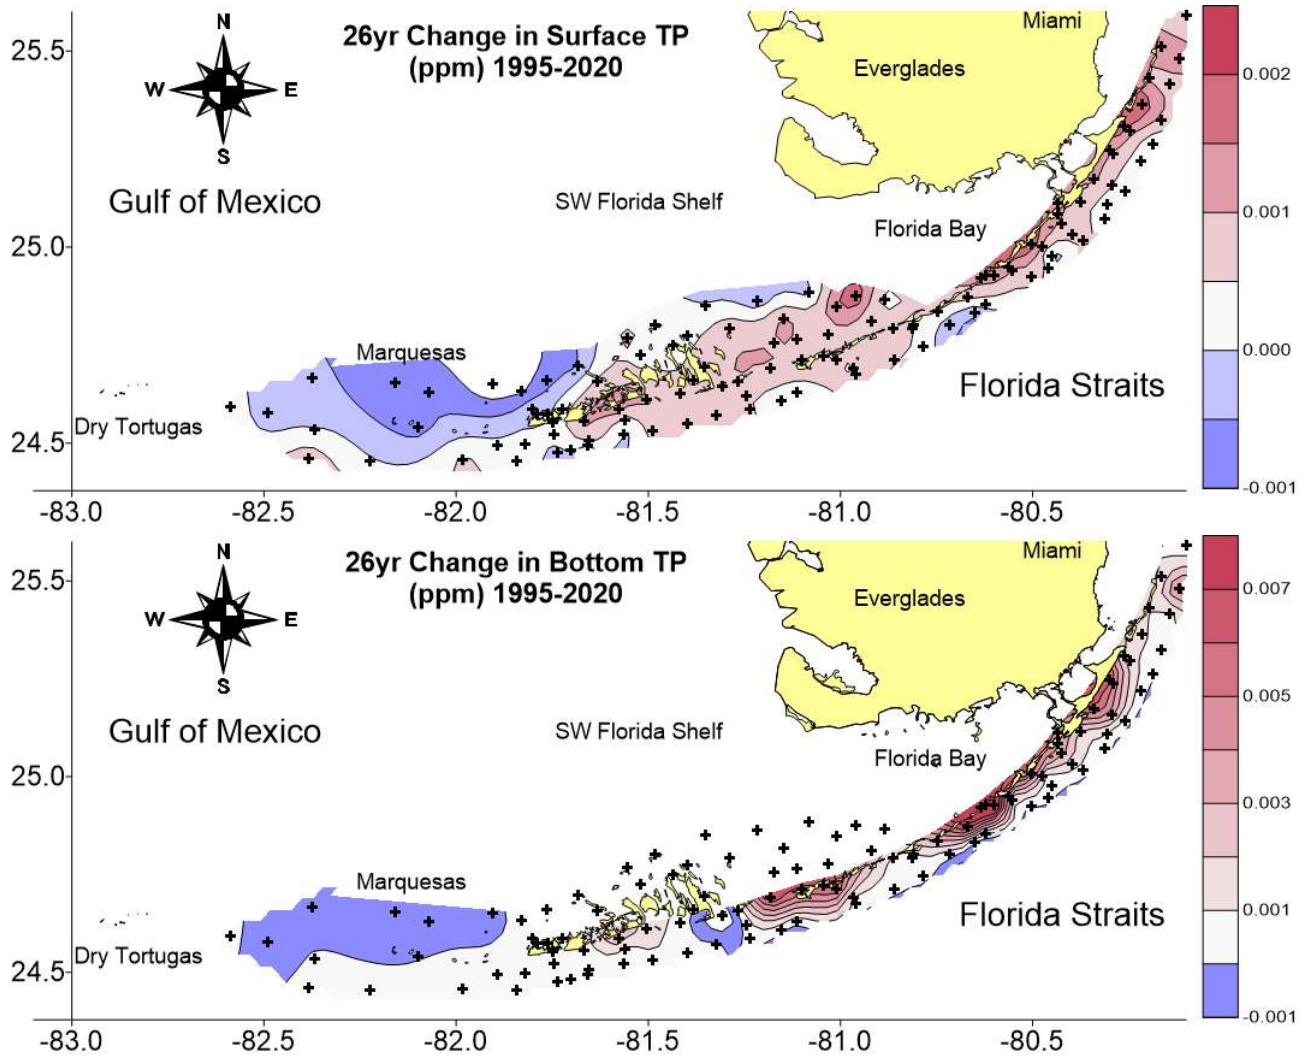 26yr Change in Surface TP
(ppm) 1995-2020
N
W E
S
Miami
Everglades
Gulf of Mexico
SW Florida Shelf
Florida Bay
Marquesas
Dry Tortugas
Florida Straits
25.5
25.0
24.5
-83.0 -82.5 -82.0 -81.5 -81.0 -80.5
0.002
0.001
0.000
-0.001
26yr Change in Bottom TP
(ppm) 1995-2020
N
W E
S
Miami
Everglades
Gulf of Mexico
SW Florida Shelf
Florida Bay
Marquesas
Dry Tortugas
Florida Straits
25.5
25.0
24.5
-83.0 -82.5 -82.0 -81.5 -81.0 -80.5
0.007
0.005
0.003
0.001
-0.001